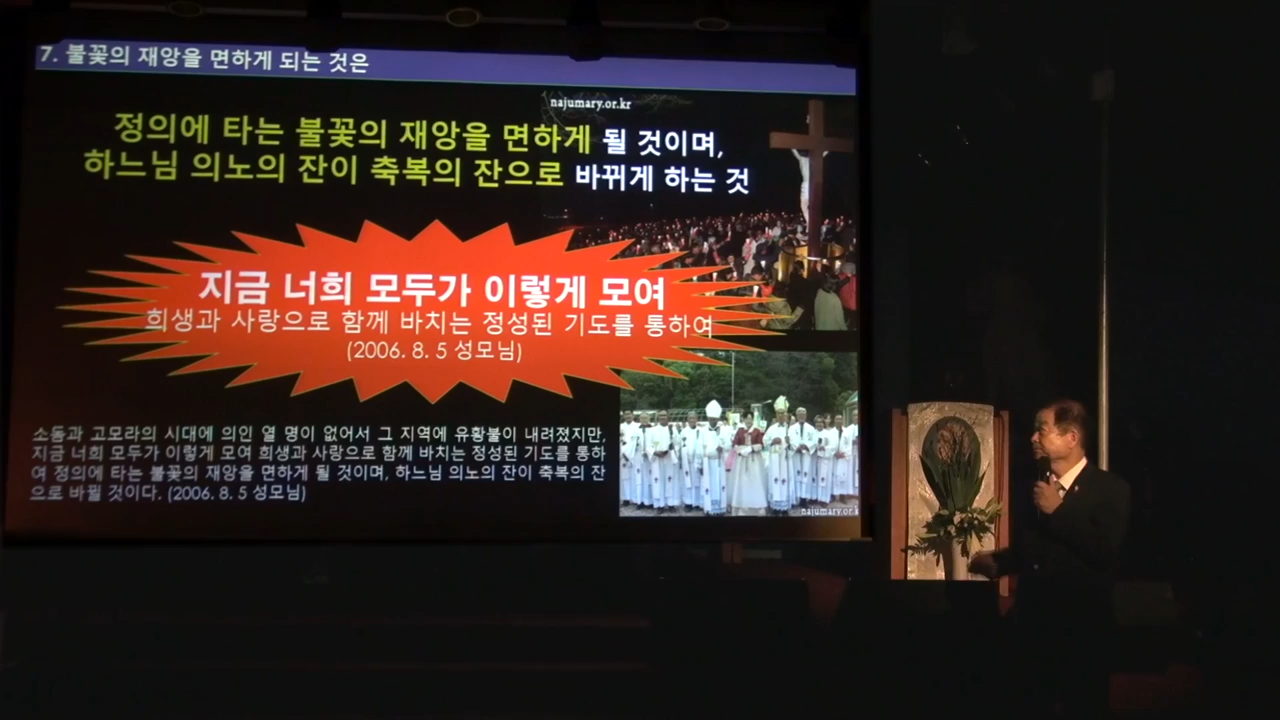 7. 불꽃의 재앙을 면하게 되는 것은
najumary.or.kr
정의에 타는 불꽃의 재앙을 면하게 될 것이며,
하느님 의노의 잔이 축복의 잔으로 바뀌게 하는 것
지금 너희 모두가 이렇게 모여
희생과 사랑으로 함께 바치는 정성된 기도를 통하여
(2006. 8. 5 성모님)
소돔과 고모라의 시대에 의인 열 명이 없어서 그 지역에 유황불이 내려졌지만,
지금 너희 모두가 이렇게 모여 희생과 사랑으로 함께 바치는 정성된 기도를 통하
여 정의에 타는 불꽃의 재앙을 면하게 될 것이며, 하느님 의노의 잔이 축복의 잔
으로 바뀔 것이다. (2006. 8. 5 성모님)
najumary.or.k